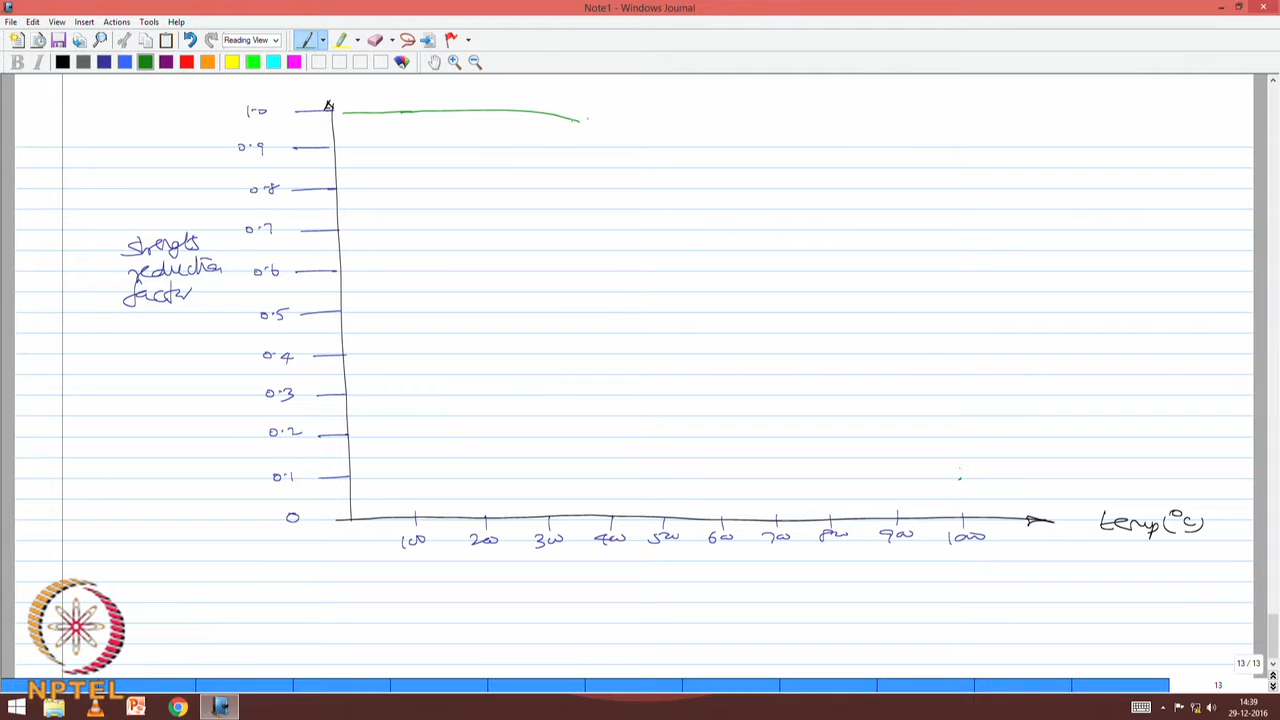 Note1 - Windows Journal
File Edit View Insert Actions Tools Help
Reading View
B I
1.0
0.9
0.8
0.7
strength
reduction
factor
0.6
0.5
0.4
0.3
0.2
0.1
0
100 200 300 400 500 600 700 800 900 1000
temp(°c)
13 / 13
13
NPTEL
14:39
29-12-2016